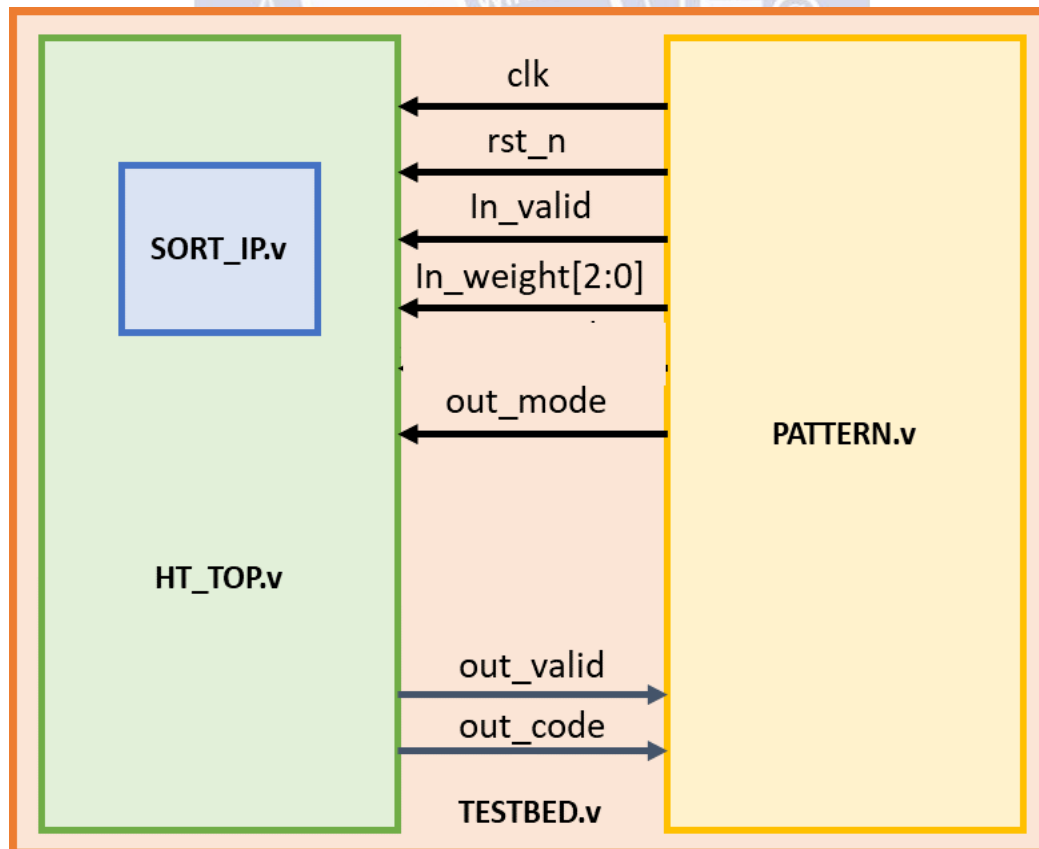 clk
rst_n
In_valid
SORT_IP.v
In_weight[2:0]
out_mode
PATTERN.v
HT_TOP.v
out_valid
out_code
TESTBED.v